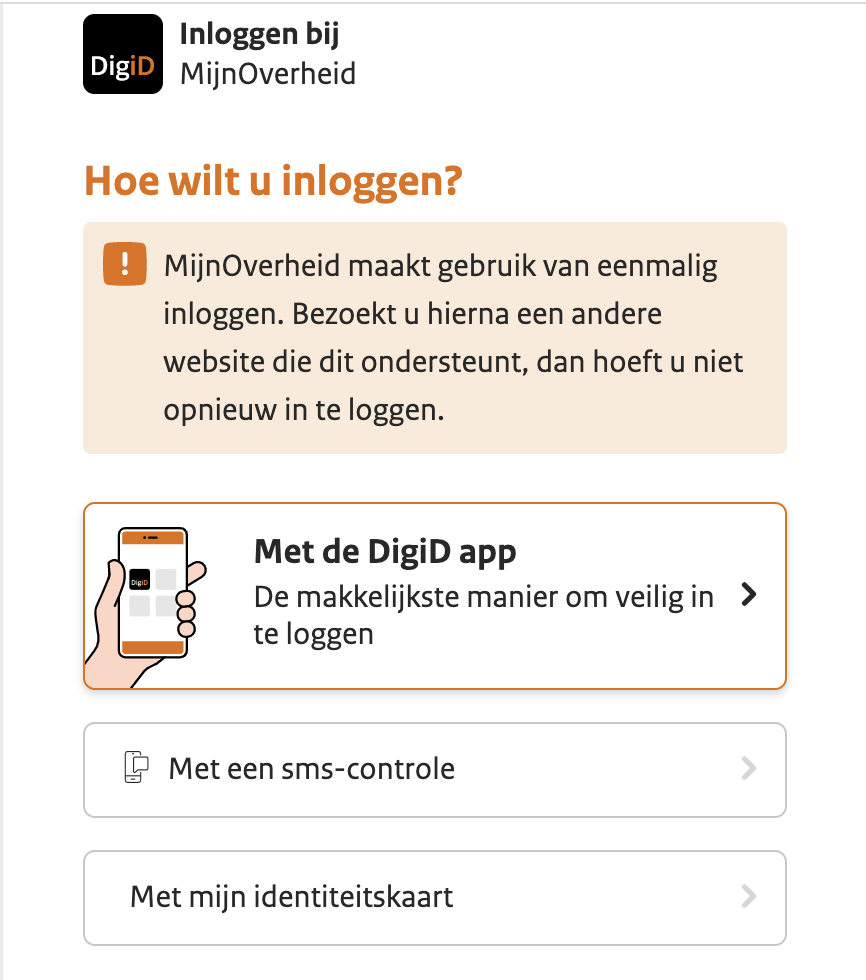 DigiD
Inloggen bij
MijnOverheid
Hoe wilt u inloggen?
MijnOverheid maakt gebruik van eenmalig
inloggen. Bezoekt u hierna een andere
website die dit ondersteunt, dan hoeft u niet
opnieuw in te loggen.
DigiD
Met de DigiD app
De makkelijkste manier om veilig in
te loggen
Met een sms-controle
Met mijn identiteitskaart